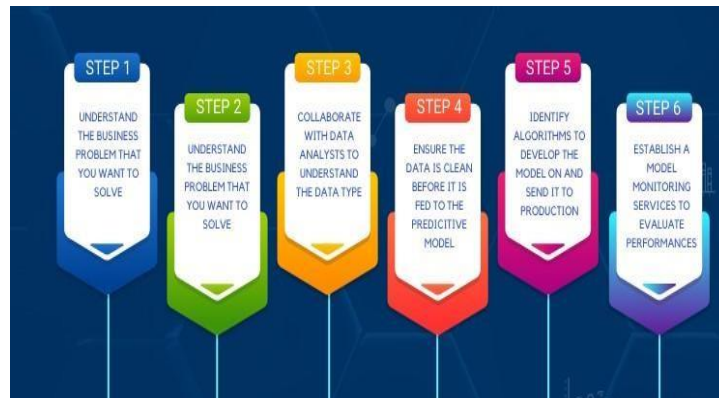 STEP 1
UNDERSTAND
THE BUSINESS
PROBLEM THAT
YOU WANT TO
SOLVE
STEP 2
UNDERSTAND
THE BUSINESS
PROBLEM THAT
YOU WANT TO
SOLVE
STEP 3
COLLABORATE
WITH DATA
ANALYSTS TO
UNDERSTAND
THE DATA TYPE
STEP 4
ENSURE THE
DATA IS CLEAN
BEFORE IT IS
FED TO THE
PREDICITIVE
MODEL
STEP 5
IDENTIFY
ALGORITHMS TO
DEVELOP THE
MODEL ON AND
SEND IT TO
PRODUCTION
STEP 6
ESTABLISH A
MODEL
MONITORING
SERVICES TO
EVALUATE
PERFORMANCES